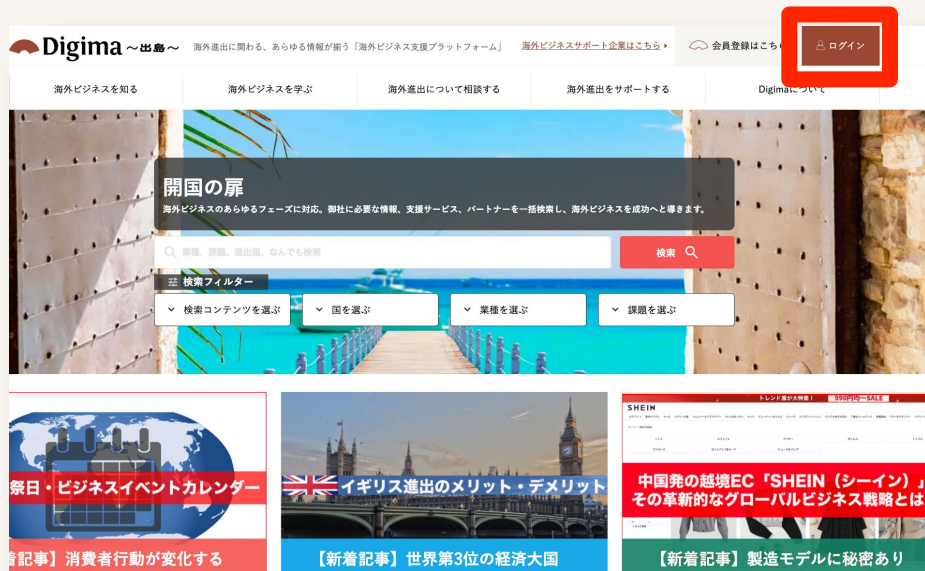 Digima ～出島～
海外進出に関わる、あらゆる情報が揃う「海外ビジネス支援プラットフォーム」
海外ビジネスサポート企業はこちら
会員登録はこち
ログイン
海外ビジネスを知る
海外ビジネスを学ぶ
海外進出について相談する
海外進出をサポートする
Digimaについて
開国の扉
海外ビジネスのあらゆるフェーズに対応。御社に必要な情報、支援サービス、パートナーを一括検索し、海外ビジネスを成功へと導きます。
業種、課題、進出国、なんでも検索
検索
検索フィルター
検索コンテンツを選ぶ
国を選ぶ
業種を選ぶ
課題を選ぶ
祭日・ビジネスイベントカレンダー
着記事】消費者行動が変化する
イギリス進出のメリット・デメリット
【新着記事】世界第3位の経済大国
トレンド服が大特価！ 990円均一SALE
SHEIN
中国発の越境EC「SHEIN（シーイン）」
その革新的なグローバルビジネス戦略とは
【新着記事】製造モデルに秘密あり